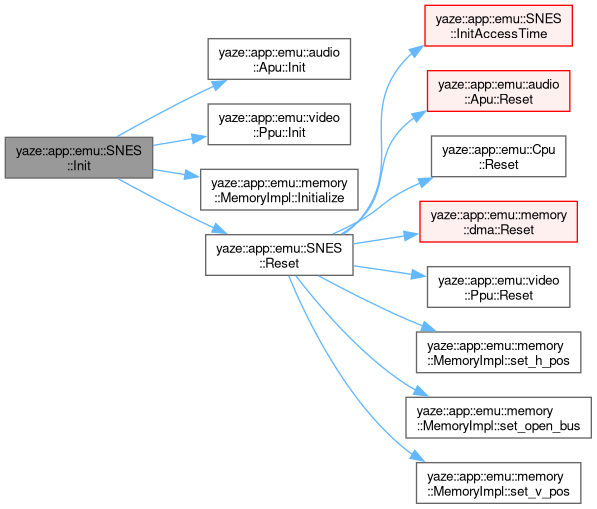 yaze::app::emu::SNES
::Init
yaze::app::emu::audio
::Apu::Init
yaze::app::emu::video
::Ppu::Init
yaze::app::emu::memory
::MemoryImpl::Initialize
yaze::app::emu::SNES
::Reset
yaze::app::emu::SNES
::InitAccessTime
yaze::app::emu::audio
::Apu::Reset
yaze::app::emu::Cpu
::Reset
yaze::app::emu::memory
::dma::Reset
yaze::app::emu::video
::Ppu::Reset
yaze::app::emu::memory
::MemoryImpl::set_h_pos
yaze::app::emu::memory
::MemoryImpl::set_open_bus
yaze::app::emu::memory
::MemoryImpl::set_v_pos